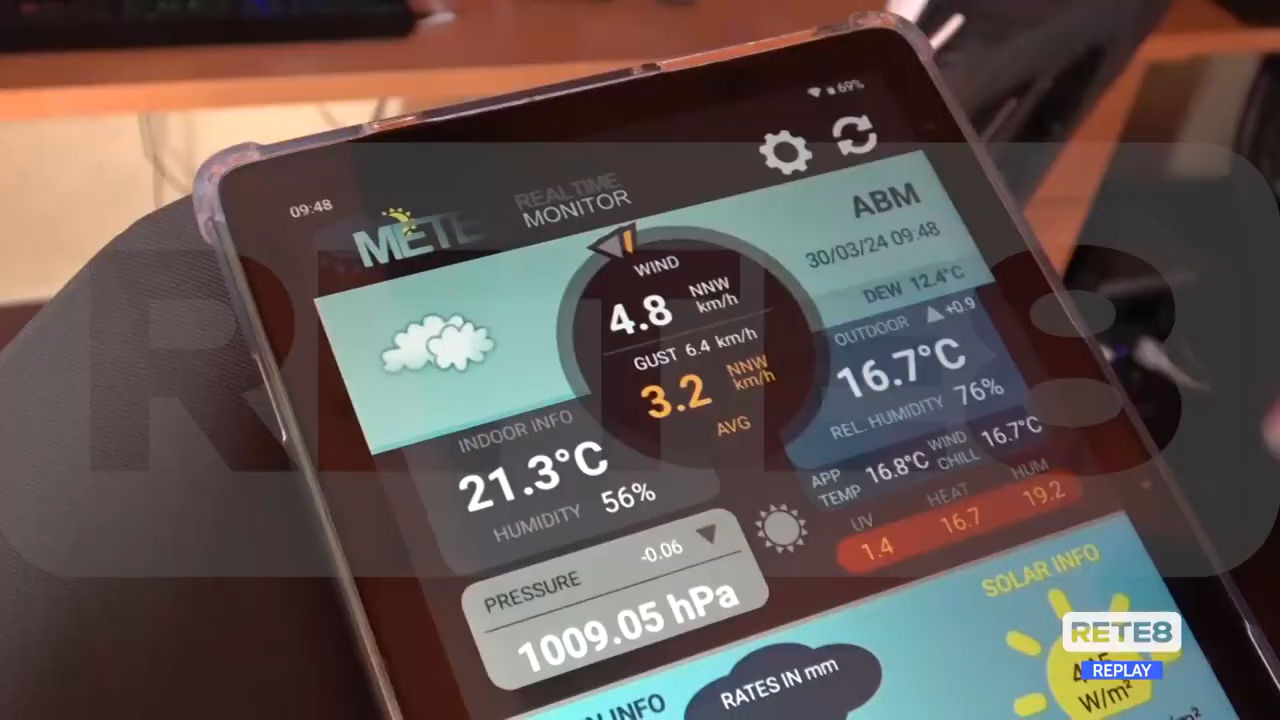 69%
09:48
METE
REALTIME
MONITOR
ABM
30/03/24 09:48
DEW 12.4°C
WIND
4.8 NNW km/h
GUST 6.4 km/h
3.2 NNW km/h
AVG
OUTDOOR +0.9
16.7°C
REL. HUMIDITY 76%
APP TEMP 16.8°C WIND CHILL 16.7°C
INDOOR INFO
21.3°C
HUMIDITY 56%
UV HEAT HUM
1.4 16.7 19.2
PRESSURE -0.06
1009.05 hPa
SOLAR INFO
W/m²
INFO
RATES IN mm
RETE8
RETE8
REPLAY